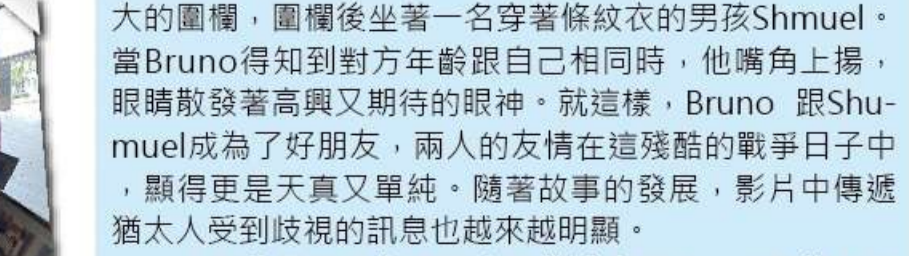 大的圍欄，圍欄後坐著一名穿著條紋衣的男孩Shmuel。
當Bruno得知到對方年齡跟自己相同時，他嘴角上揚，
眼睛散發著高興又期待的眼神。就這樣，Bruno 跟Shu-
muel成為了好朋友，兩人的友情在這殘酷的戰爭日子中
，顯得更是天真又單純。隨著故事的發展，影片中傳遞
猶太人受到歧視的訊息也越來越明顯。